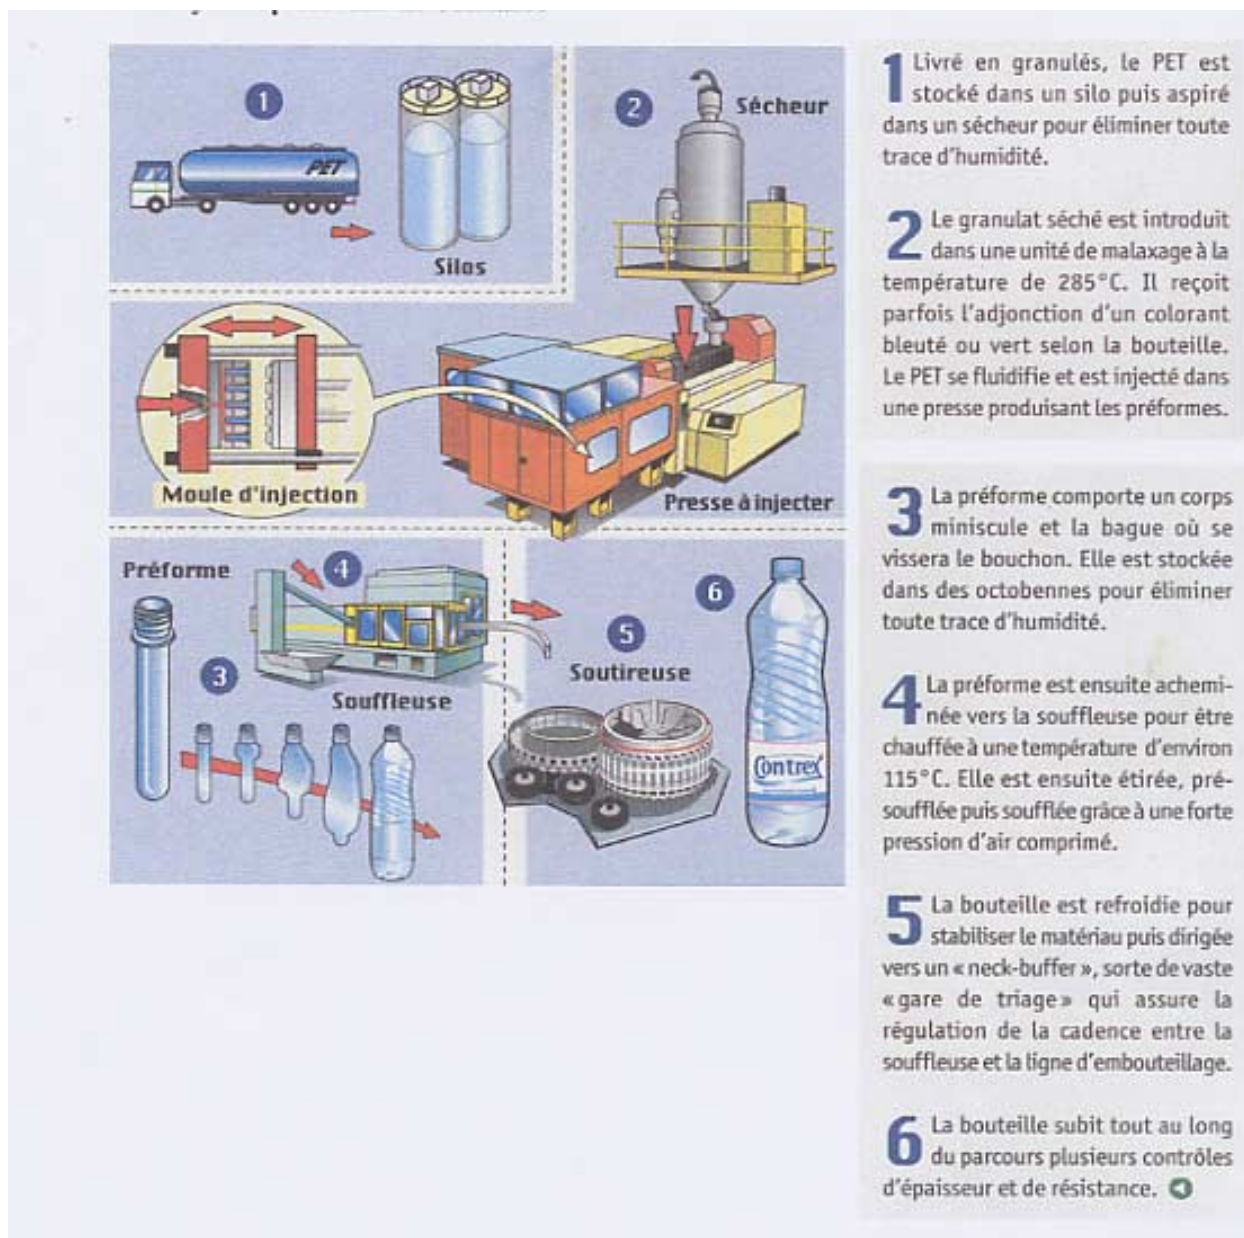 1
PET
Silos
2
Sécheur
Moule d'injection
Presse à injecter
Préforme
4
3
Souffleuse
5
Soutireuse
6
Contrex
1 Livré en granulés, le PET est
stocké dans un silo puis aspiré
dans un sécheur pour éliminer toute
trace d'humidité.
2 Le granulat séché est introduit
dans une unité de malaxage à la
température de 285°C. Il reçoit
parfois l'adjonction d'un colorant
bleuté ou vert selon la bouteille.
Le PET se fluidifie et est injecté dans
une presse produisant les préformes.
3 La préforme comporte un corps
miniscule et la bague où se
vissera le bouchon. Elle est stockée
dans des octobennes pour éliminer
toute trace d'humidité.
4 La préforme est ensuite achemi-
née vers la souffleuse pour être
chauffée à une température d'environ
115°C. Elle est ensuite étirée, pré-
soufflée puis soufflée grâce à une forte
pression d'air comprimé.
5 La bouteille est refroidie pour
stabiliser le matériau puis dirigée
vers un « neck-buffer », sorte de vaste
« gare de triage » qui assure la
régulation de la cadence entre la
souffleuse et la ligne d'embouteillage.
6 La bouteille subit tout au long
du parcours plusieurs contrôles
d'épaisseur et de résistance.